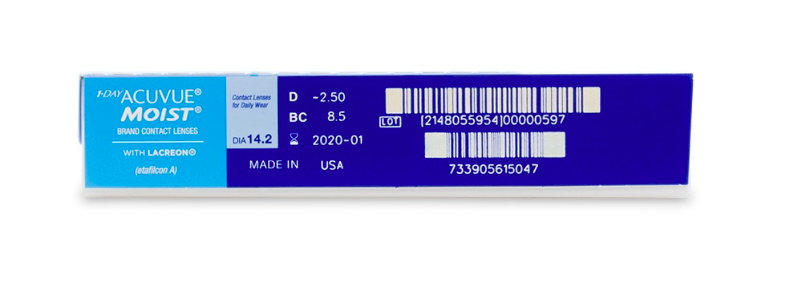 1-DAY ACUVUE®
MOIST®
BRAND CONTACT LENSES
WITH LACREON®
(etafilcon A)
Contact Lenses
for Daily Wear
DIA 14.2
D -2.50
BC 8.5
2020-01
MADE IN USA
LOT [2148055954]00000597
733905615047